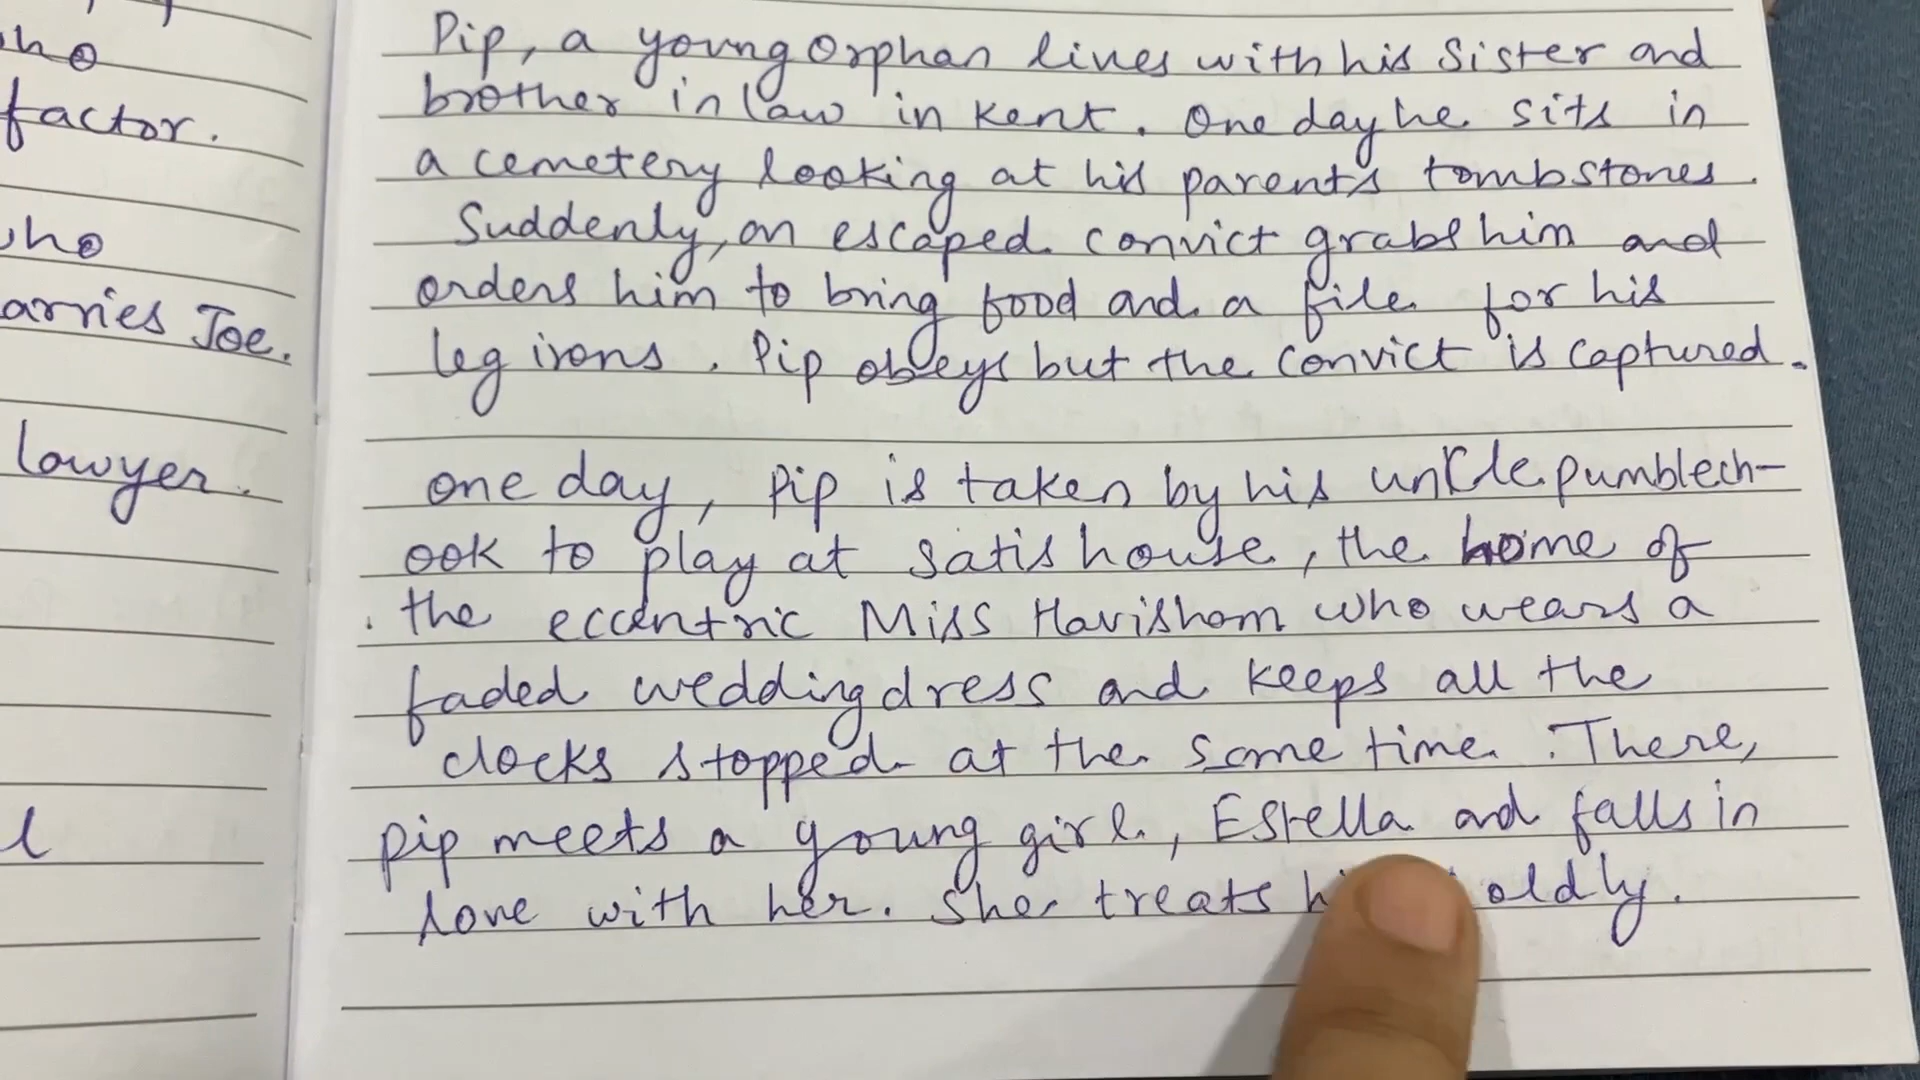 ho
factor.
ho
arries Joe.
lawyer.
l
Pip, a young orphan lives with his Sister and
brother in law in Kent. One day he sits in
a cemetery looking at his parents tombstones.
Suddenly, an escaped convict grabs him and
orders him to bring food and a file for his
leg irons. Pip obeys but the convict is captured.
one day, Pip is taken by his uncle pumblech-
ook to play at satis house, the home of
the eccentric Miss Havisham who wears a
faded wedding dress and keeps all the
clocks stopped at the same time. There,
pip meets a young girl, Estella and falls in
love with her. She treats h oldly.